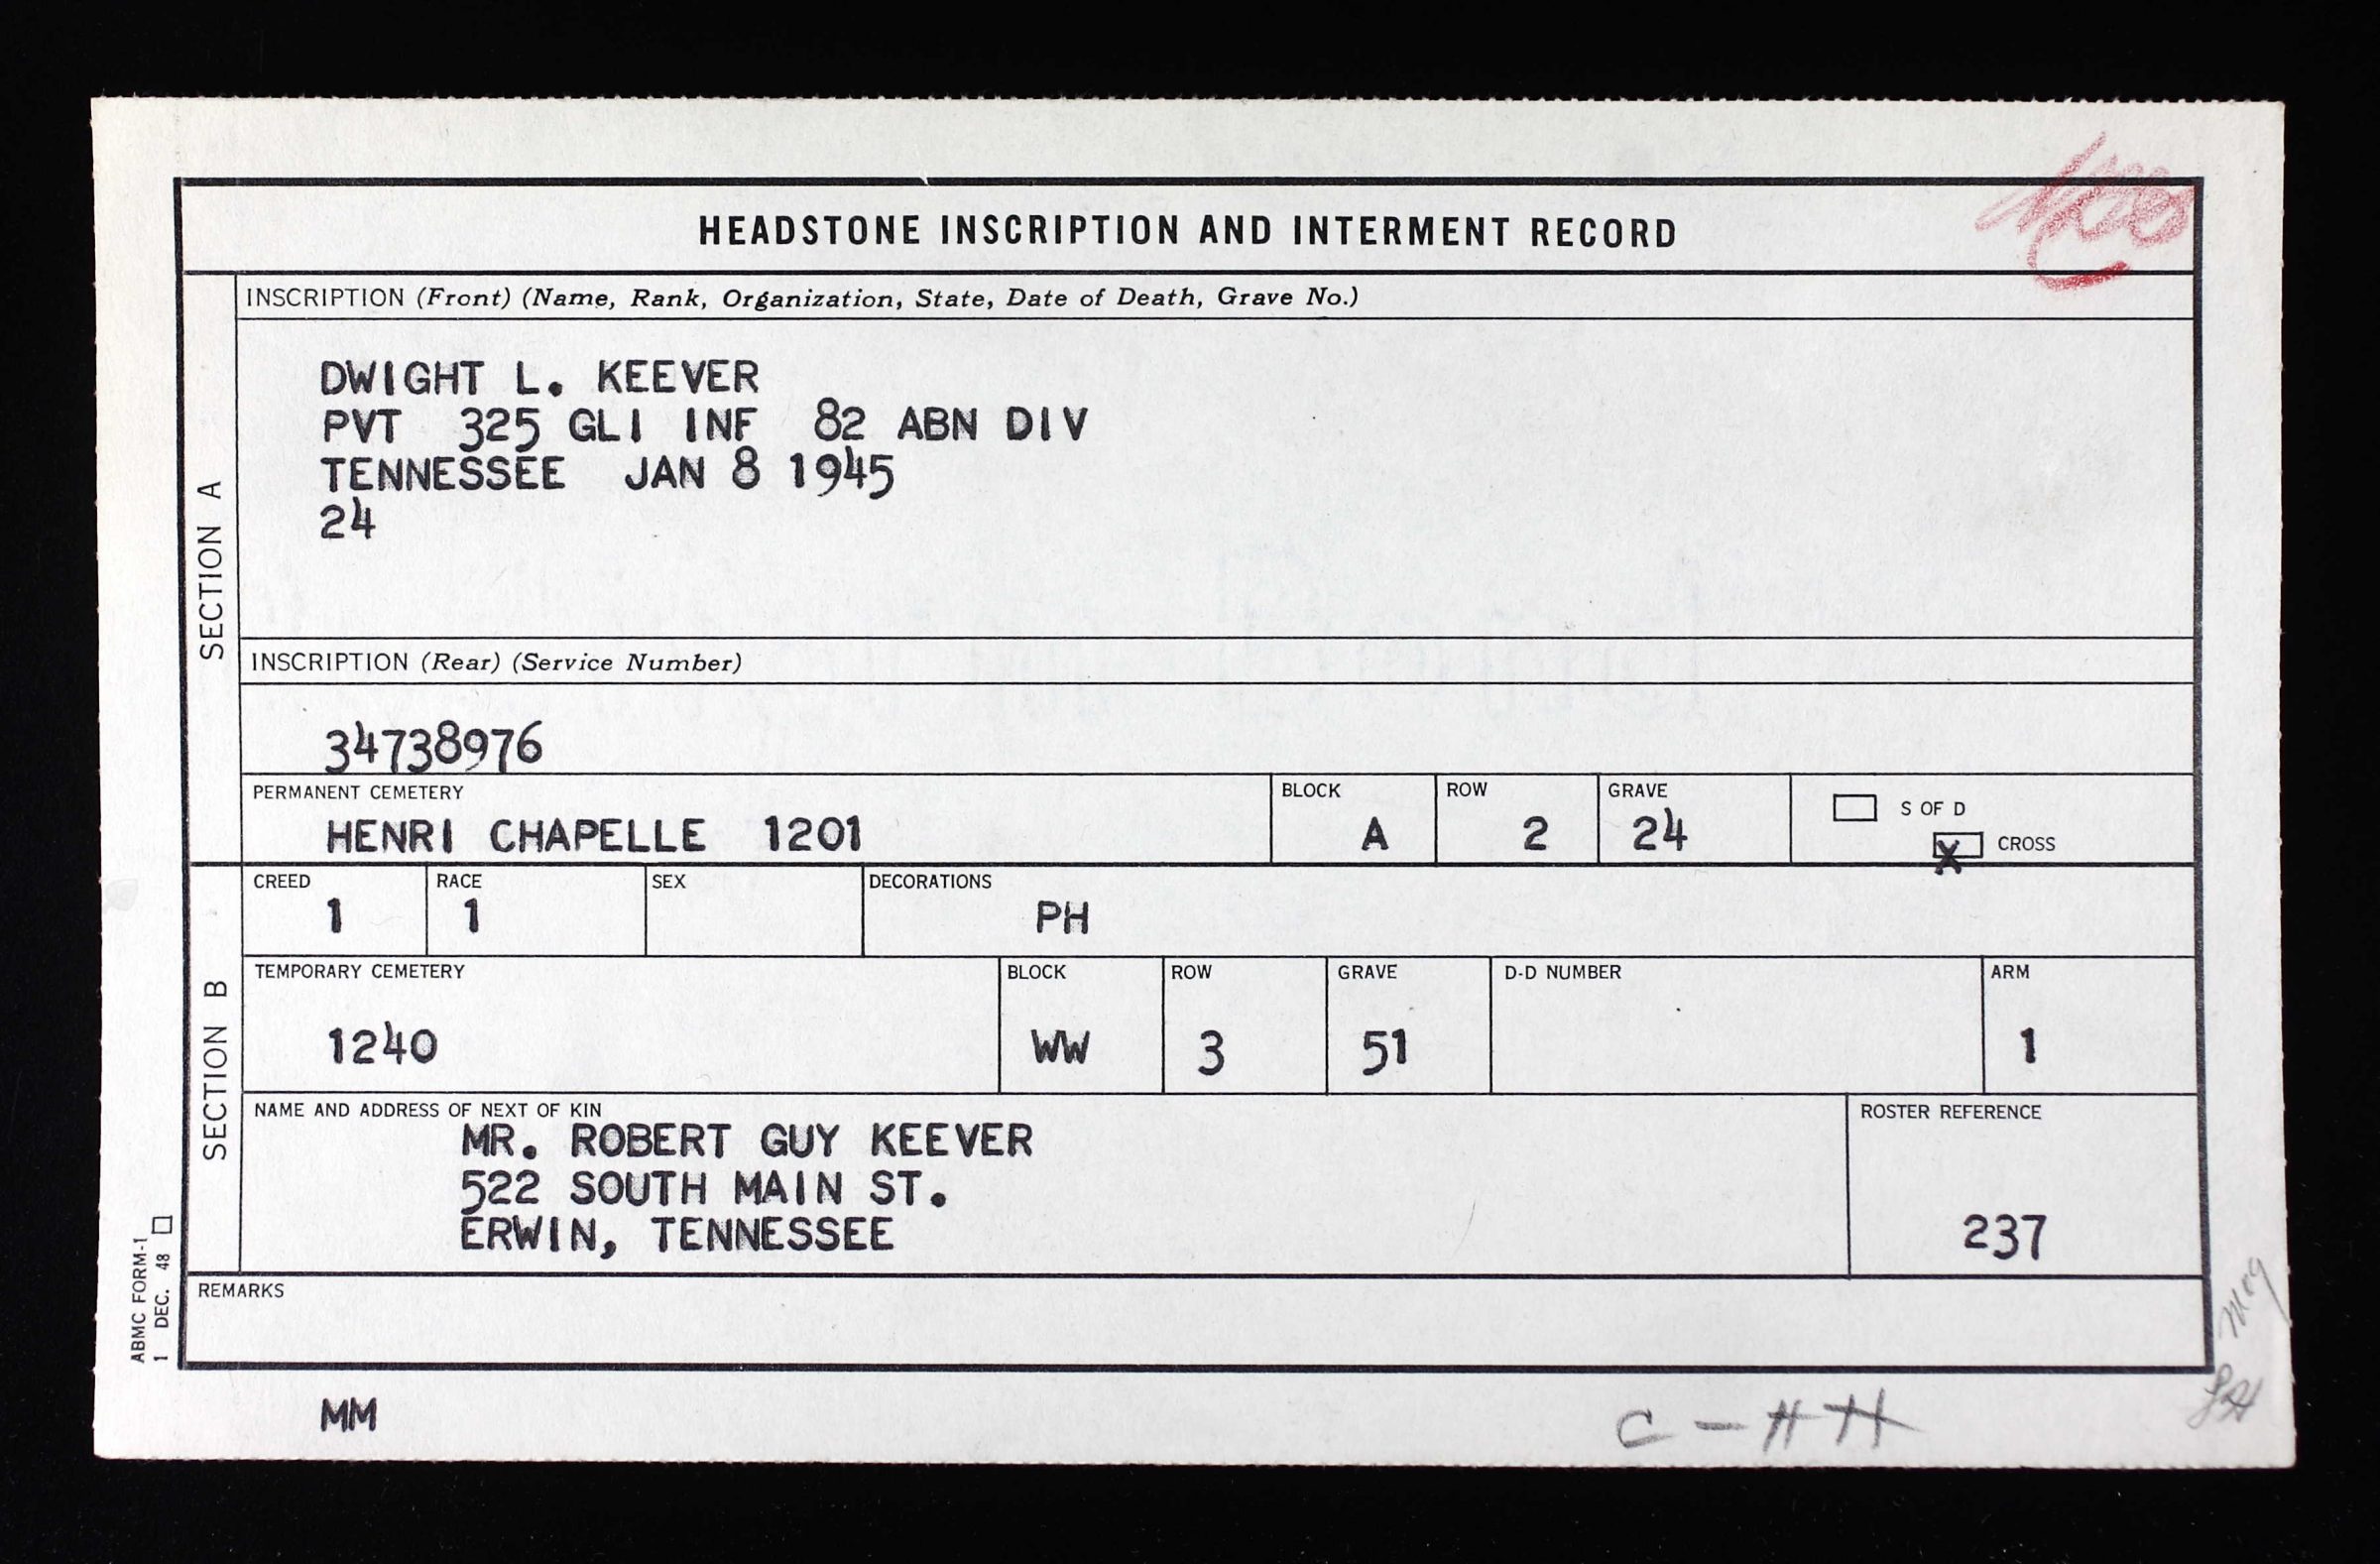 HEADSTONE INSCRIPTION AND INTERMENT RECORD
SECTION A
INSCRIPTION (Front) (Name, Rank, Organization, State, Date of Death, Grave No.)
DWIGHT L. KEEVER
PVT 325 GLI INF 82 ABN DIV
TENNESSEE JAN 8 1945
24
INSCRIPTION (Rear) (Service Number)
34738976
PERMANENT CEMETERY BLOCK ROW GRAVE S OF D
HENRI CHAPELLE 1201 A 2 24 X CROSS
SECTION B
CREED RACE SEX DECORATIONS
1 1 PH
TEMPORARY CEMETERY BLOCK ROW GRAVE D-D NUMBER ARM
1240 WW 3 51 1
NAME AND ADDRESS OF NEXT OF KIN ROSTER REFERENCE
MR. ROBERT GUY KEEVER
522 SOUTH MAIN ST.
ERWIN, TENNESSEE 237
REMARKS
ABMC FORM-1
1 DEC. 48
MM
C - HH